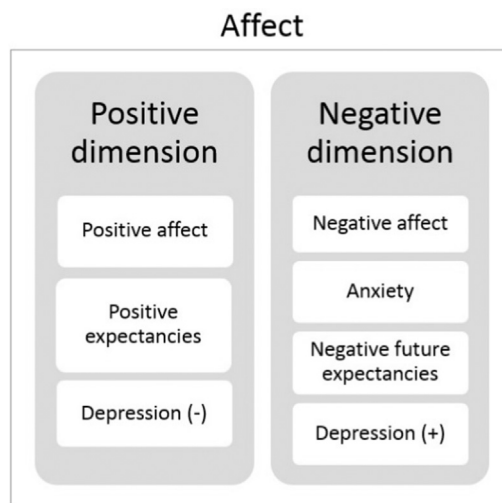 Affect
Positive
dimension
Positive affect
Positive
expectancies
Depression (-)
Negative
dimension
Negative affect
Anxiety
Negative future
expectancies
Depression (+)